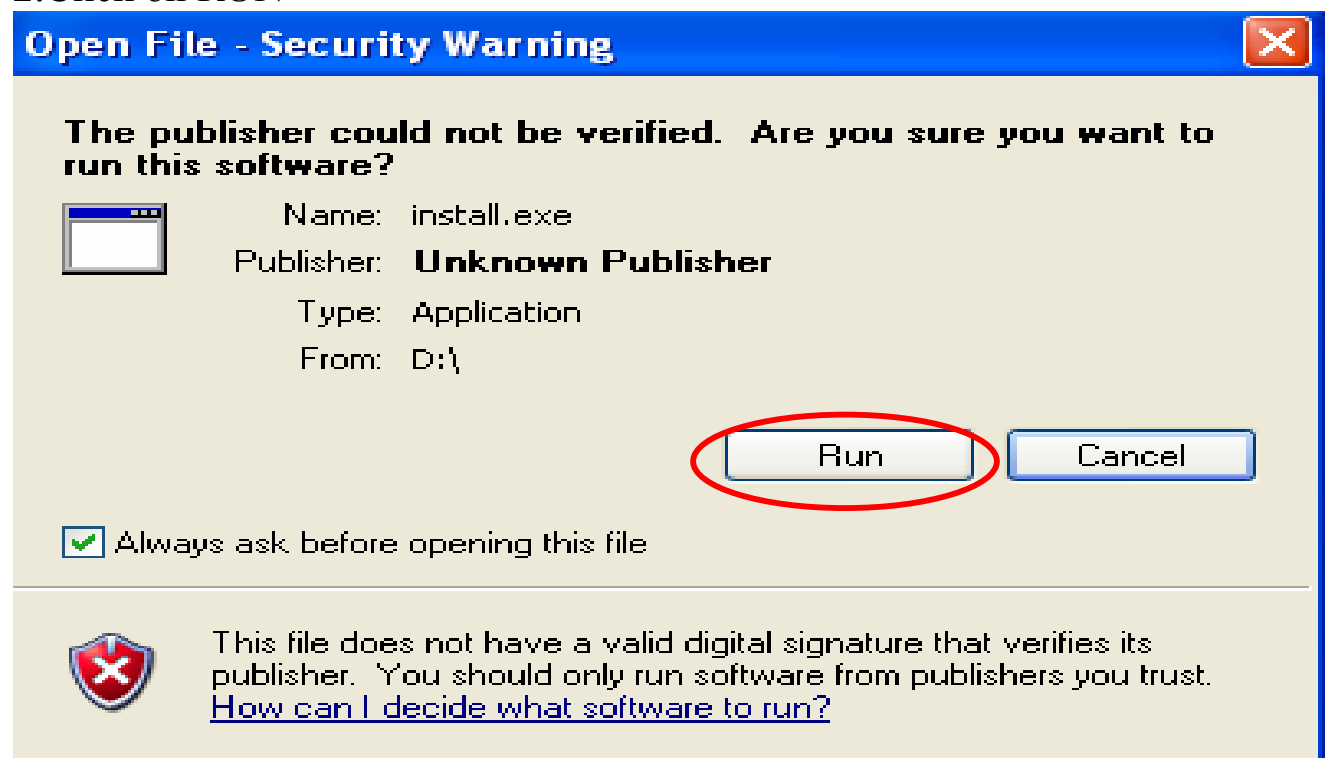 Open File - Security Warning
The publisher could not be verified. Are you sure you want to
run this software?
Name: install.exe
Publisher: Unknown Publisher
Type: Application
From: D:\
Run Cancel
Always ask before opening this file
This file does not have a valid digital signature that verifies its
publisher. You should only run software from publishers you trust.
How can I decide what software to run?